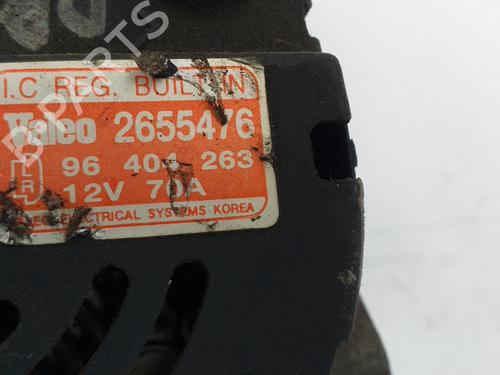 I.C REG. BUILT IN
Valeo 2655476
96 404 263
R
12V 70A
ELECTRICAL SYSTEMS KOREA